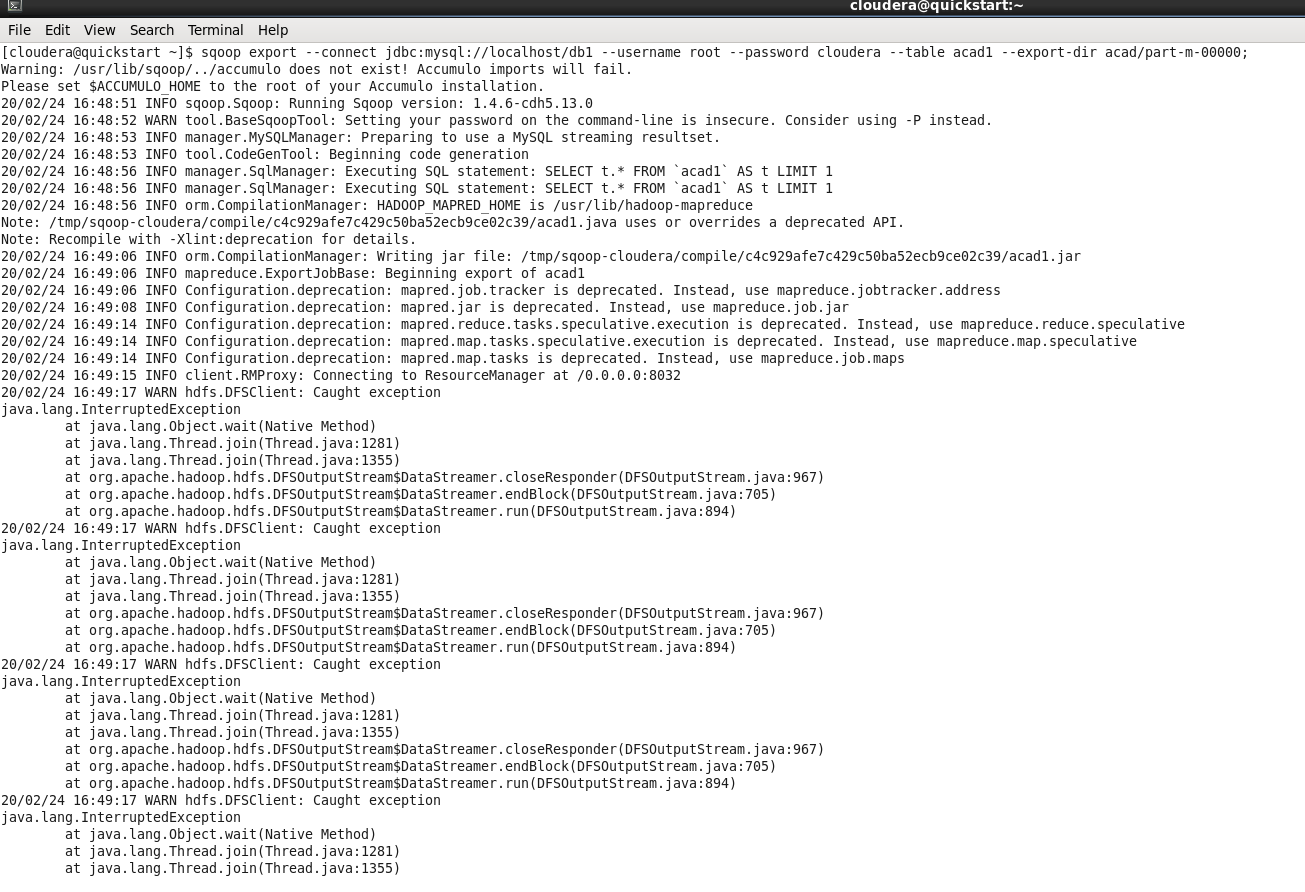 cloudera@quickstart:~
File Edit View Search Terminal Help
[cloudera@quickstart ~]$ sqoop export --connect jdbc:mysql://localhost/db1 --username root --password cloudera --table acad1 --export-dir acad/part-m-00000;
Warning: /usr/lib/sqoop/../accumulo does not exist! Accumulo imports will fail.
Please set $ACCUMULO_HOME to the root of your Accumulo installation.
20/02/24 16:48:51 INFO sqoop.Sqoop: Running Sqoop version: 1.4.6-cdh5.13.0
20/02/24 16:48:52 WARN tool.BaseSqoopTool: Setting your password on the command-line is insecure. Consider using -P instead.
20/02/24 16:48:53 INFO manager.MySQLManager: Preparing to use a MySQL streaming resultset.
20/02/24 16:48:53 INFO tool.CodeGenTool: Beginning code generation
20/02/24 16:48:56 INFO manager.SqlManager: Executing SQL statement: SELECT t.* FROM `acad1` AS t LIMIT 1
20/02/24 16:48:56 INFO manager.SqlManager: Executing SQL statement: SELECT t.* FROM `acad1` AS t LIMIT 1
20/02/24 16:48:56 INFO orm.CompilationManager: HADOOP_MAPRED_HOME is /usr/lib/hadoop-mapreduce
Note: /tmp/sqoop-cloudera/compile/c4c929afe7c429c50ba52ecb9ce02c39/acad1.java uses or overrides a deprecated API.
Note: Recompile with -Xlint:deprecation for details.
20/02/24 16:49:06 INFO orm.CompilationManager: Writing jar file: /tmp/sqoop-cloudera/compile/c4c929afe7c429c50ba52ecb9ce02c39/acad1.jar
20/02/24 16:49:06 INFO mapreduce.ExportJobBase: Beginning export of acad1
20/02/24 16:49:06 INFO Configuration.deprecation: mapred.job.tracker is deprecated. Instead, use mapreduce.jobtracker.address
20/02/24 16:49:08 INFO Configuration.deprecation: mapred.jar is deprecated. Instead, use mapreduce.job.jar
20/02/24 16:49:14 INFO Configuration.deprecation: mapred.reduce.tasks.speculative.execution is deprecated. Instead, use mapreduce.reduce.speculative
20/02/24 16:49:14 INFO Configuration.deprecation: mapred.map.tasks.speculative.execution is deprecated. Instead, use mapreduce.map.speculative
20/02/24 16:49:14 INFO Configuration.deprecation: mapred.map.tasks is deprecated. Instead, use mapreduce.job.maps
20/02/24 16:49:15 INFO client.RMProxy: Connecting to ResourceManager at /0.0.0.0:8032
20/02/24 16:49:17 WARN hdfs.DFSClient: Caught exception
java.lang.InterruptedException
at java.lang.Object.wait(Native Method)
at java.lang.Thread.join(Thread.java:1281)
at java.lang.Thread.join(Thread.java:1355)
at org.apache.hadoop.hdfs.DFSOutputStream$DataStreamer.closeResponder(DFSOutputStream.java:967)
at org.apache.hadoop.hdfs.DFSOutputStream$DataStreamer.endBlock(DFSOutputStream.java:705)
at org.apache.hadoop.hdfs.DFSOutputStream$DataStreamer.run(DFSOutputStream.java:894)
20/02/24 16:49:17 WARN hdfs.DFSClient: Caught exception
java.lang.InterruptedException
at java.lang.Object.wait(Native Method)
at java.lang.Thread.join(Thread.java:1281)
at java.lang.Thread.join(Thread.java:1355)
at org.apache.hadoop.hdfs.DFSOutputStream$DataStreamer.closeResponder(DFSOutputStream.java:967)
at org.apache.hadoop.hdfs.DFSOutputStream$DataStreamer.endBlock(DFSOutputStream.java:705)
at org.apache.hadoop.hdfs.DFSOutputStream$DataStreamer.run(DFSOutputStream.java:894)
20/02/24 16:49:17 WARN hdfs.DFSClient: Caught exception
java.lang.InterruptedException
at java.lang.Object.wait(Native Method)
at java.lang.Thread.join(Thread.java:1281)
at java.lang.Thread.join(Thread.java:1355)
at org.apache.hadoop.hdfs.DFSOutputStream$DataStreamer.closeResponder(DFSOutputStream.java:967)
at org.apache.hadoop.hdfs.DFSOutputStream$DataStreamer.endBlock(DFSOutputStream.java:705)
at org.apache.hadoop.hdfs.DFSOutputStream$DataStreamer.run(DFSOutputStream.java:894)
20/02/24 16:49:17 WARN hdfs.DFSClient: Caught exception
java.lang.InterruptedException
at java.lang.Object.wait(Native Method)
at java.lang.Thread.join(Thread.java:1281)
at java.lang.Thread.join(Thread.java:1355)